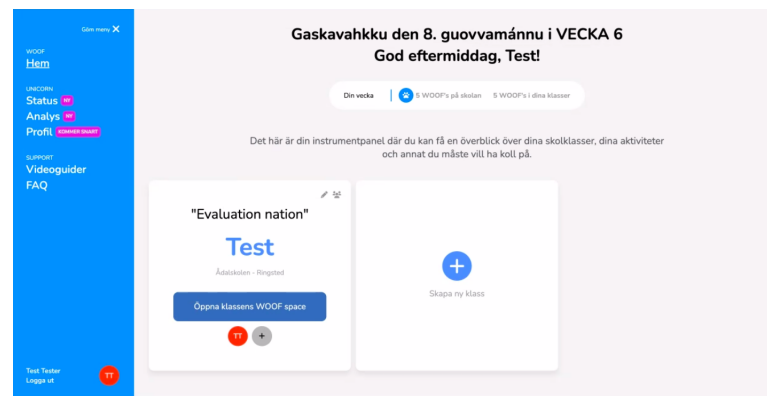 Göm meny
WOOF
Hem
UNICORN
Status NY
Analys NY
Profil KOMMER SNART
SUPPORT
Videoguider
FAQ
Test Tester
Logga ut
TT
Gaskavahkku den 8. guovvamánnu i VECKA 6
God eftermiddag, Test!
Din vecka 5 WOOF's på skolan 5 WOOF's i dina klasser
Det här är din instrumentpanel där du kan få en överblick över dina skolklasser, dina aktiviteter
och annat du måste vill ha koll på.
"Evaluation nation"
Test
Ådalskolen - Ringsted
Öppna klassens WOOF space
TT +
Skapa ny klass